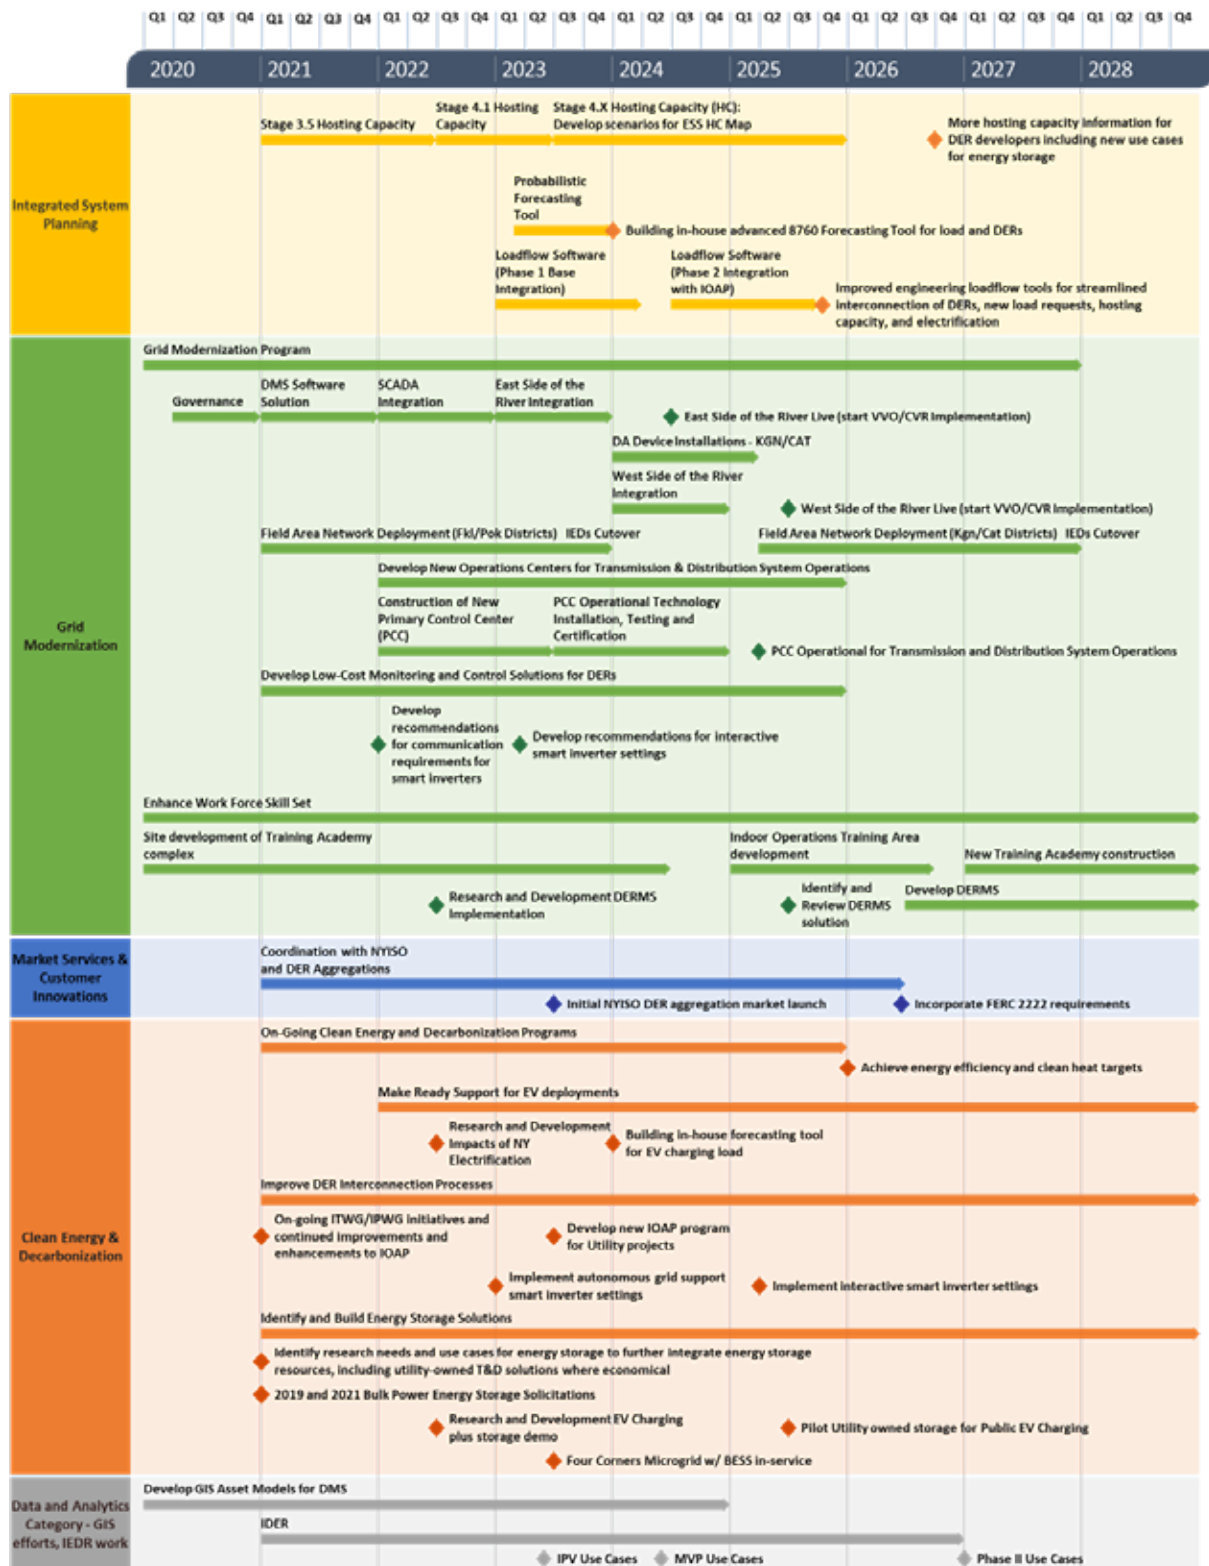 Q1 Q2 Q3 Q4 Q1 Q2 Q3 Q4 Q1 Q2 Q3 Q4 Q1 Q2 Q3 Q4 Q1 Q2 Q3 Q4 Q1 Q2 Q3 Q4 Q1 Q2 Q3 Q4 Q1 Q2 Q3 Q4 Q1 Q2 Q3 Q4
2020 2021 2022 2023 2024 2025 2026 2027 2028
Integrated System
Planning
Stage 3.5 Hosting Capacity
Stage 4.1 Hosting
Capacity
Stage 4.X Hosting Capacity (HC):
Develop scenarios for ESS HC Map
More hosting capacity information for
DER developers including new use cases
for energy storage
Probabilistic
Forecasting
Tool
Building in-house advanced 8760 Forecasting Tool for load and DERs
Loadflow Software
(Phase 1 Base
Integration)
Loadflow Software
(Phase 2 Integration
with IOAP)
Improved engineering loadflow tools for streamlined
interconnection of DERs, new load requests, hosting
capacity, and electrification
Grid
Modernization
Grid Modernization Program
Governance
DMS Software
Solution
SCADA
Integration
East Side of the
River Integration
East Side of the River Live (start VVO/CVR Implementation)
DA Device Installations - KGN/CAT
West Side of the River
Integration
West Side of the River Live (start VVO/CVR Implementation)
Field Area Network Deployment (Fkl/Pok Districts) IEDs Cutover
Field Area Network Deployment (Kgn/Cat Districts) IEDs Cutover
Develop New Operations Centers for Transmission & Distribution System Operations
Construction of New
Primary Control Center
(PCC)
PCC Operational Technology
Installation, Testing and
Certification
PCC Operational for Transmission and Distribution System Operations
Develop Low-Cost Monitoring and Control Solutions for DERs
Develop
recommendations
for communication
requirements for
smart inverters
Develop recommendations for interactive
smart inverter settings
Enhance Work Force Skill Set
Site development of Training Academy
complex
Indoor Operations Training Area
development
New Training Academy construction
Research and Development DERMS
Implementation
Identify and
Review DERMS
solution
Develop DERMS
Market Services &
Customer
Innovations
Coordination with NYISO
and DER Aggregations
Initial NYISO DER aggregation market launch
Incorporate FERC 2222 requirements
Clean Energy &
Decarbonization
On-Going Clean Energy and Decarbonization Programs
Achieve energy efficiency and clean heat targets
Make Ready Support for EV deployments
Research and Development
Impacts of NY
Electrification
Building in-house forecasting tool
for EV charging load
Improve DER Interconnection Processes
On-going ITWG/IPWG initiatives and
continued improvements and
enhancements to IOAP
Develop new IOAP program
for Utility projects
Implement autonomous grid support
smart inverter settings
Implement interactive smart inverter settings
Identify and Build Energy Storage Solutions
Identify research needs and use cases for energy storage to further integrate energy storage
resources, including utility-owned T&D solutions where economical
2019 and 2021 Bulk Power Energy Storage Solicitations
Research and Development EV Charging
plus storage demo
Pilot Utility owned storage for Public EV Charging
Four Corners Microgrid w/ BESS in-service
Data and Analytics
Category - GIS
efforts, IEDR work
Develop GIS Asset Models for DMS
IDER
IPV Use Cases
MVP Use Cases
Phase II Use Cases